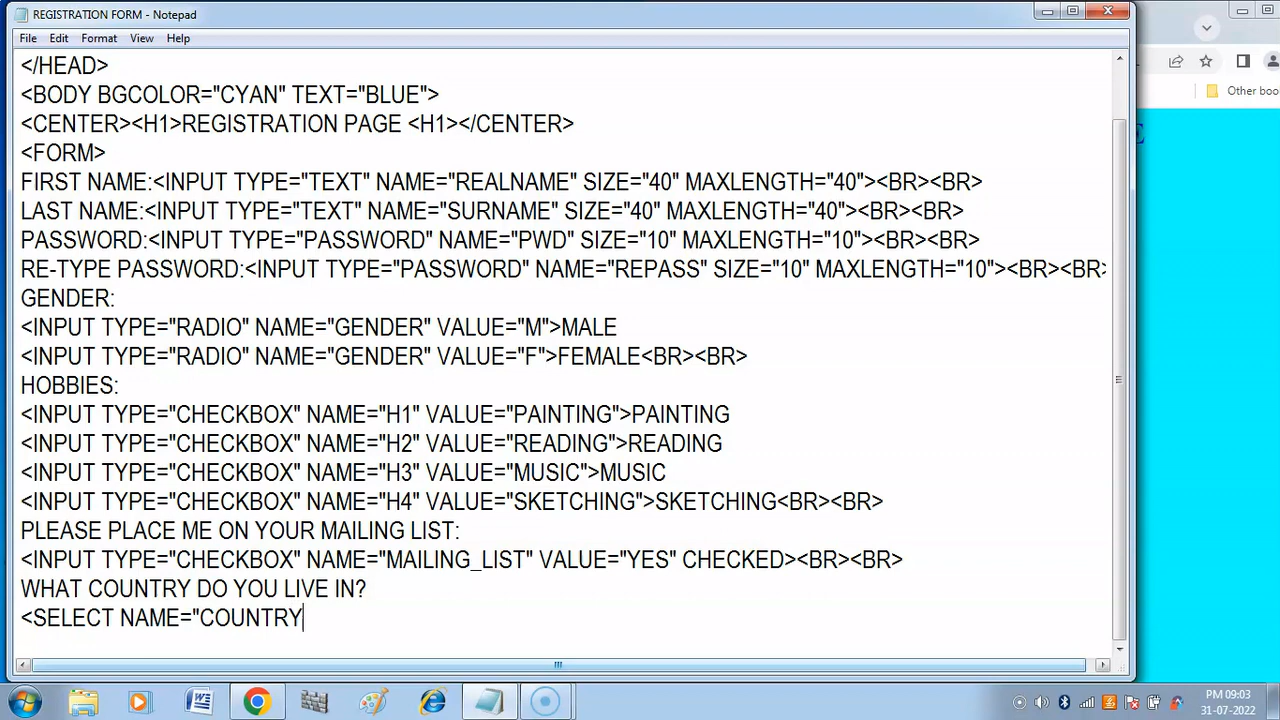 REGISTRATION FORM - Notepad
File Edit Format View Help
Other boo
</HEAD>
<BODY BGCOLOR="CYAN" TEXT="BLUE">
<CENTER><H1>REGISTRATION PAGE <H1></CENTER>
<FORM>
FIRST NAME:<INPUT TYPE="TEXT" NAME="REALNAME" SIZE="40" MAXLENGTH="40"><BR><BR>
LAST NAME:<INPUT TYPE="TEXT" NAME="SURNAME" SIZE="40" MAXLENGTH="40"><BR><BR>
PASSWORD:<INPUT TYPE="PASSWORD" NAME="PWD" SIZE="10" MAXLENGTH="10"><BR><BR>
RE-TYPE PASSWORD:<INPUT TYPE="PASSWORD" NAME="REPASS" SIZE="10" MAXLENGTH="10"><BR><BR>
GENDER:
<INPUT TYPE="RADIO" NAME="GENDER" VALUE="M">MALE
<INPUT TYPE="RADIO" NAME="GENDER" VALUE="F">FEMALE<BR><BR>
HOBBIES:
<INPUT TYPE="CHECKBOX" NAME="H1" VALUE="PAINTING">PAINTING
<INPUT TYPE="CHECKBOX" NAME="H2" VALUE="READING">READING
<INPUT TYPE="CHECKBOX" NAME="H3" VALUE="MUSIC">MUSIC
<INPUT TYPE="CHECKBOX" NAME="H4" VALUE="SKETCHING">SKETCHING<BR><BR>
PLEASE PLACE ME ON YOUR MAILING LIST:
<INPUT TYPE="CHECKBOX" NAME="MAILING_LIST" VALUE="YES" CHECKED><BR><BR>
WHAT COUNTRY DO YOU LIVE IN?
<SELECT NAME="COUNTRY
PM 09:03
31-07-2022